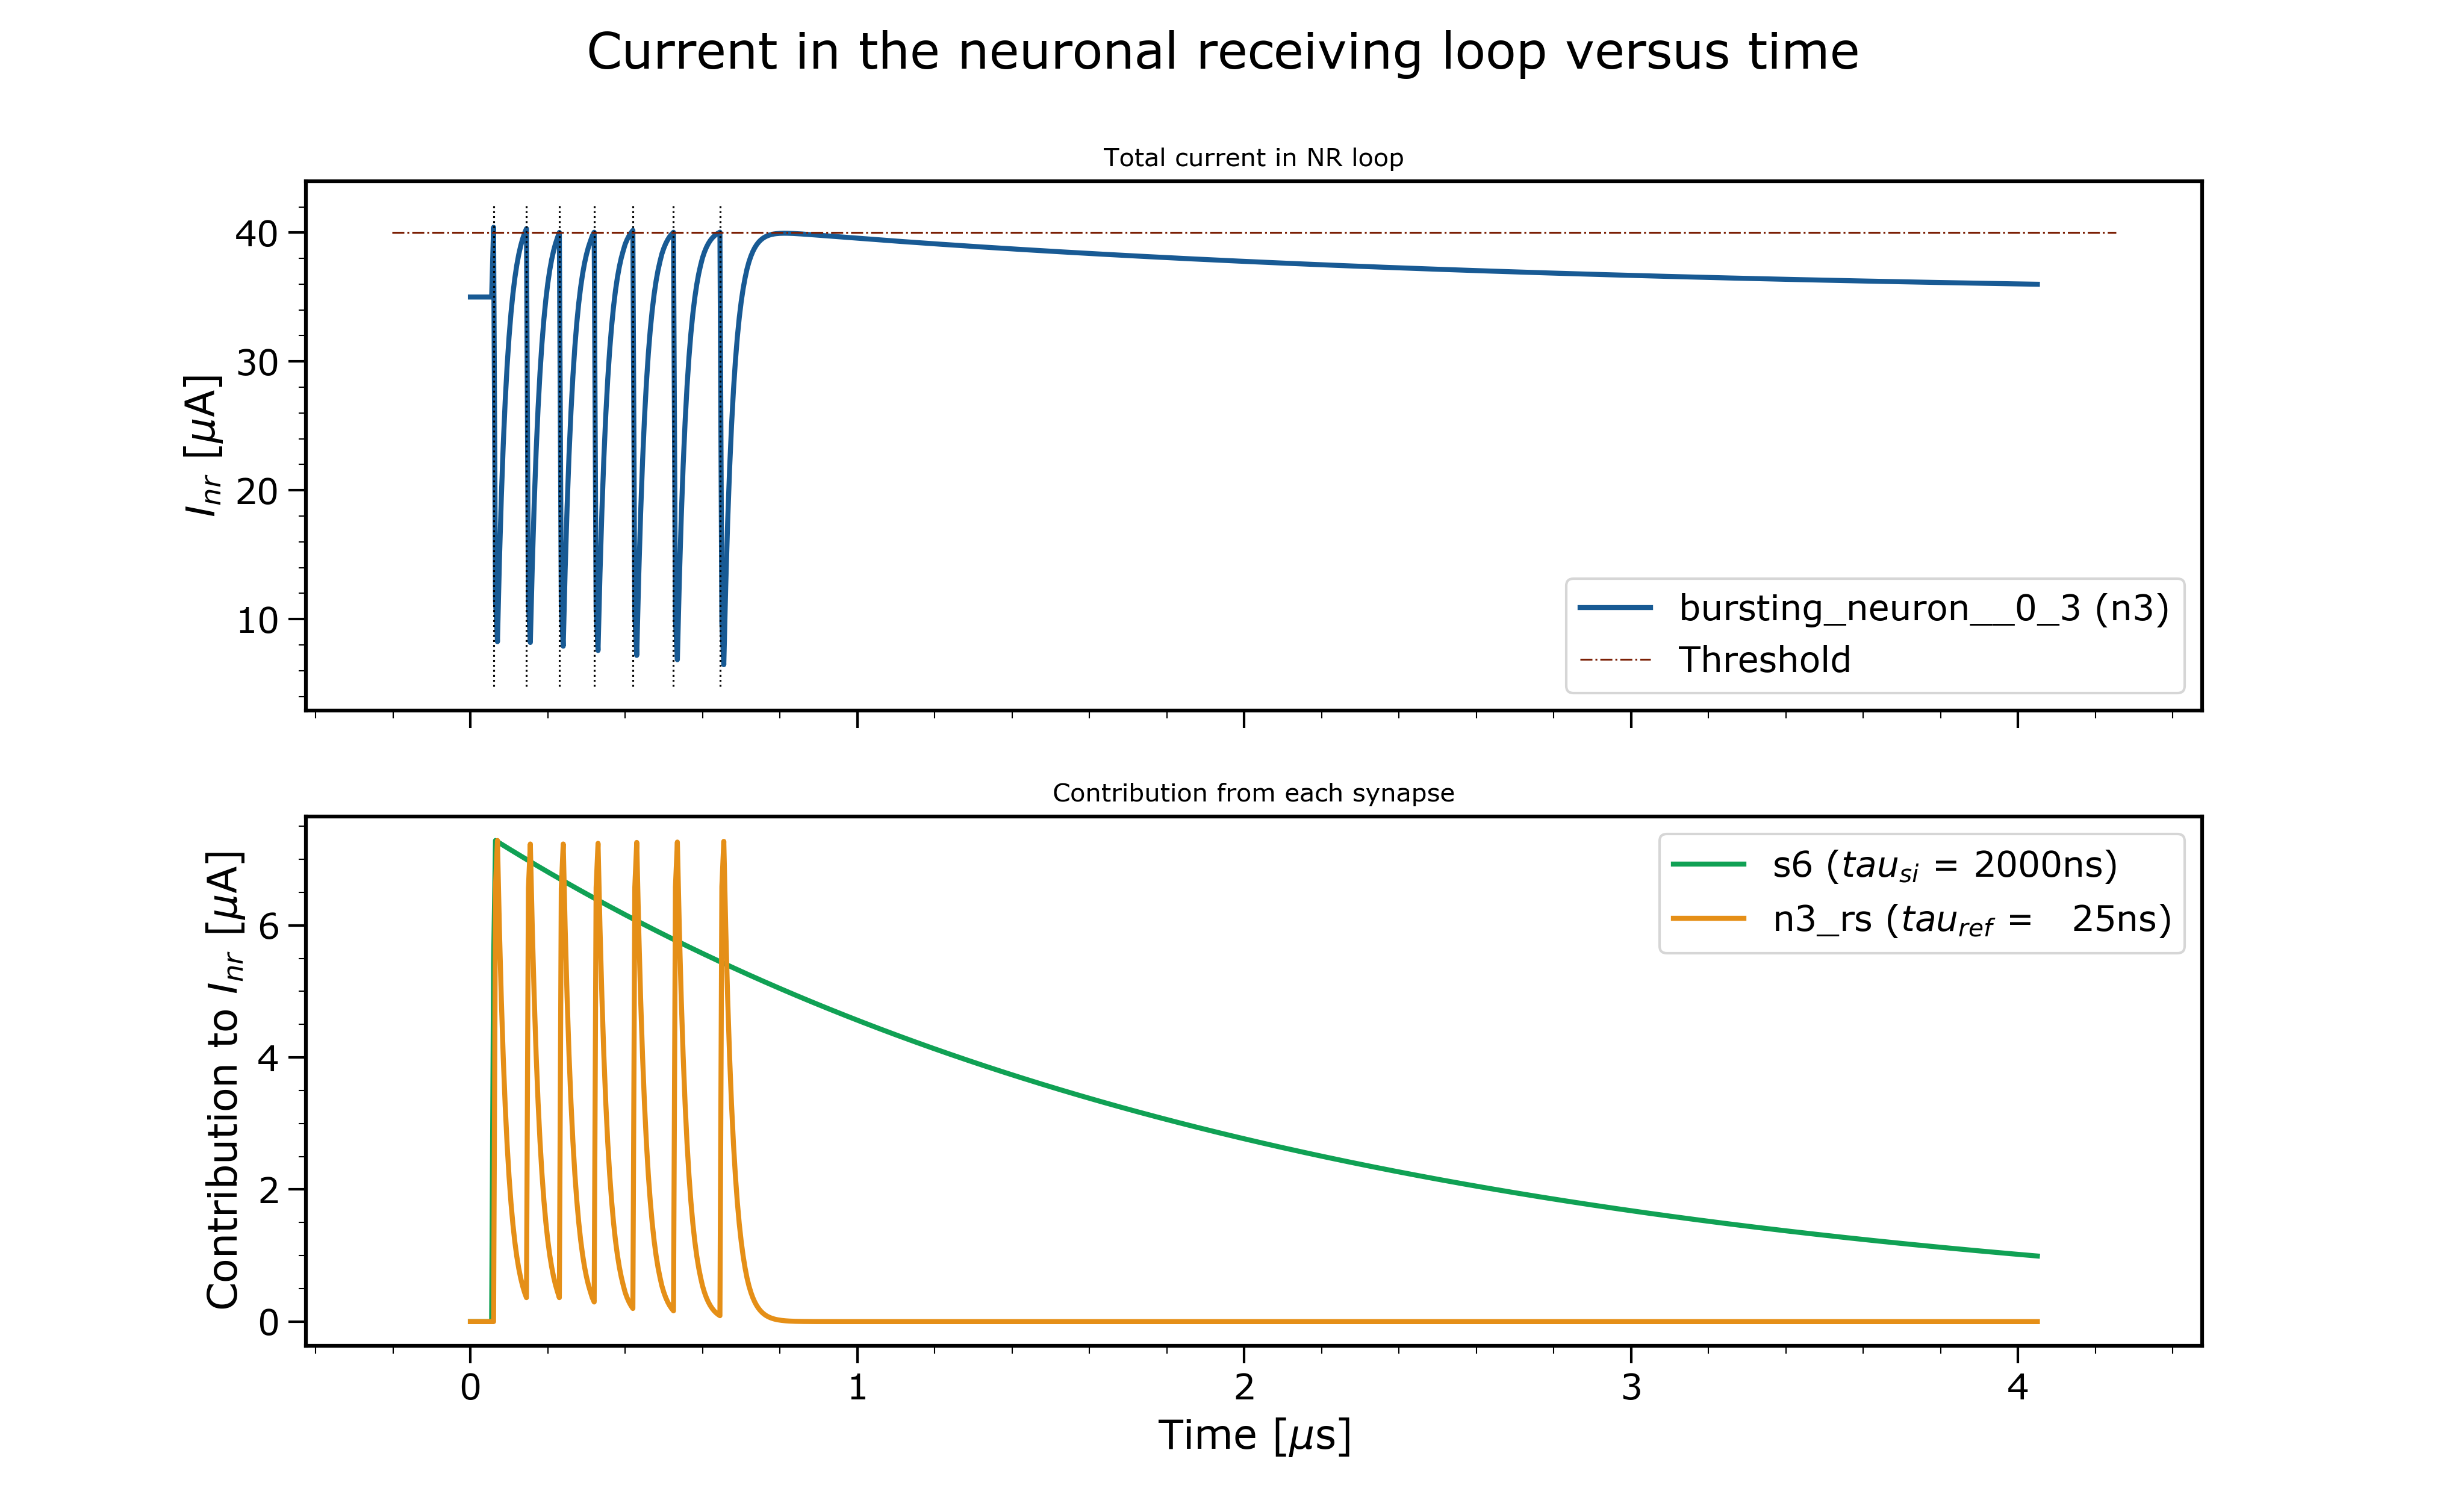 Current in the neuronal receiving loop versus time
Total current in NR loop
40
30
20
10
I_nr [μA]
bursting_neuron__0_3 (n3)
Threshold
Contribution from each synapse
6
4
2
0
Contribution to I_nr [μA]
s6 (tau_si = 2000ns)
n3_rs (tau_ref = 25ns)
0 1 2 3 4
Time [μs]